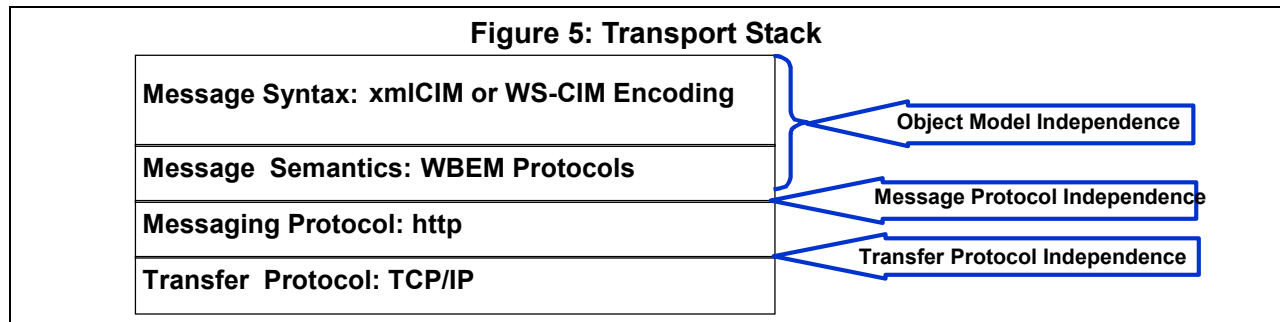 Figure 5: Transport Stack
Message Syntax: xmlCIM or WS-CIM Encoding
Object Model Independence
Message Semantics: WBEM Protocols
Message Protocol Independence
Messaging Protocol: http
Transfer Protocol Independence
Transfer Protocol: TCP/IP